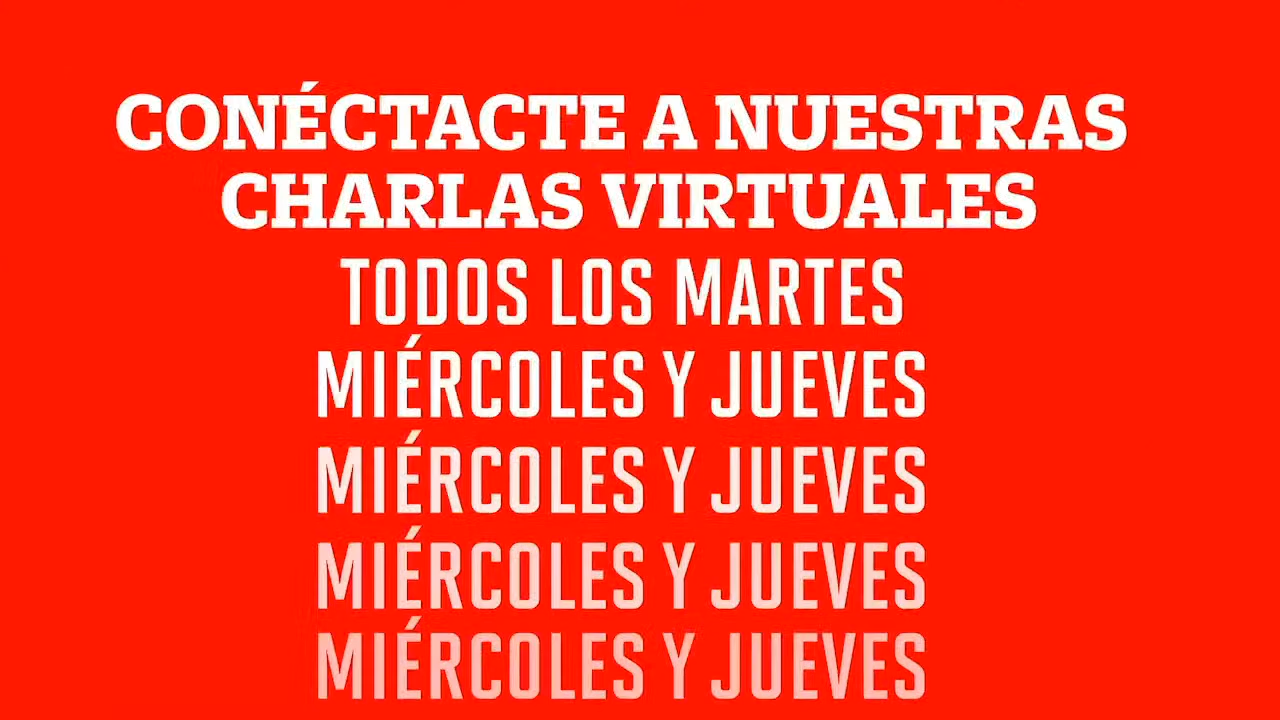 CONÉCTACTE A NUESTRAS
CHARLAS VIRTUALES
TODOS LOS MARTES
MIÉRCOLES Y JUEVES
MIÉRCOLES Y JUEVES
MIÉRCOLES Y JUEVES
MIÉRCOLES Y JUEVES